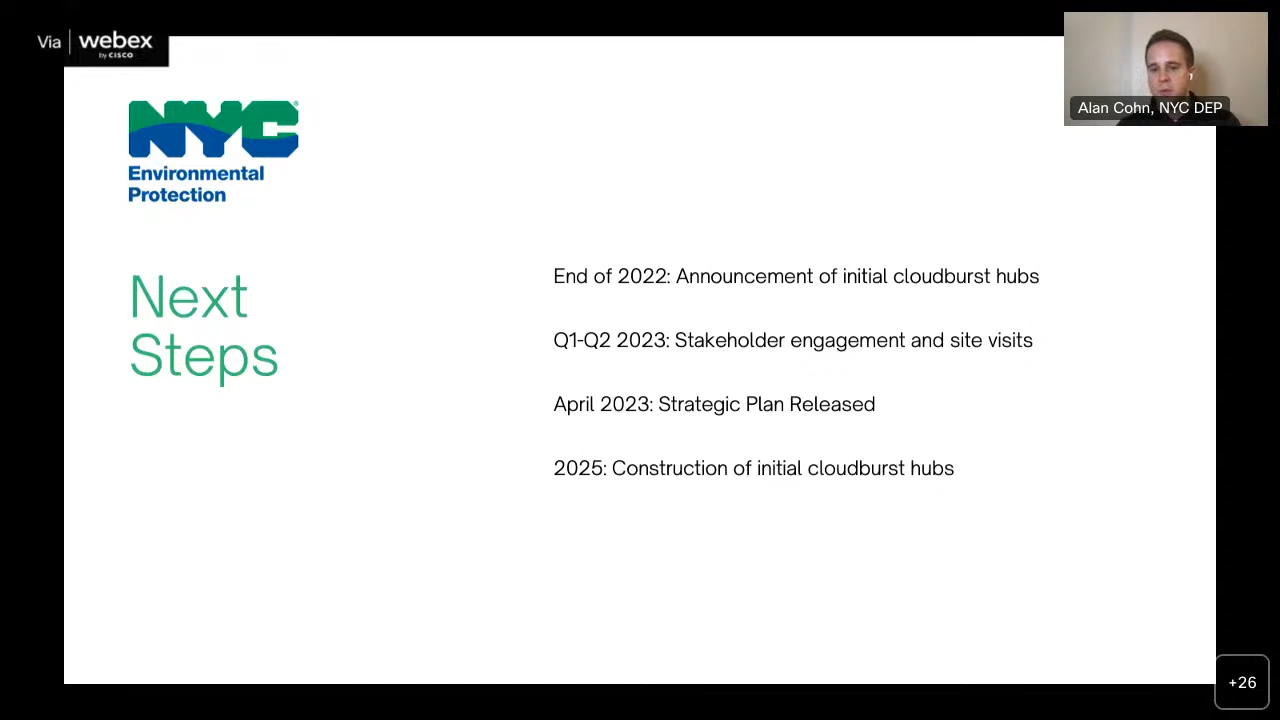 Via webex
by CISCO
Alan Cohn, NYC DEP
NYC®
Environmental
Protection
Next
Steps
End of 2022: Announcement of initial cloudburst hubs
Q1-Q2 2023: Stakeholder engagement and site visits
April 2023: Strategic Plan Released
2025: Construction of initial cloudburst hubs
+26